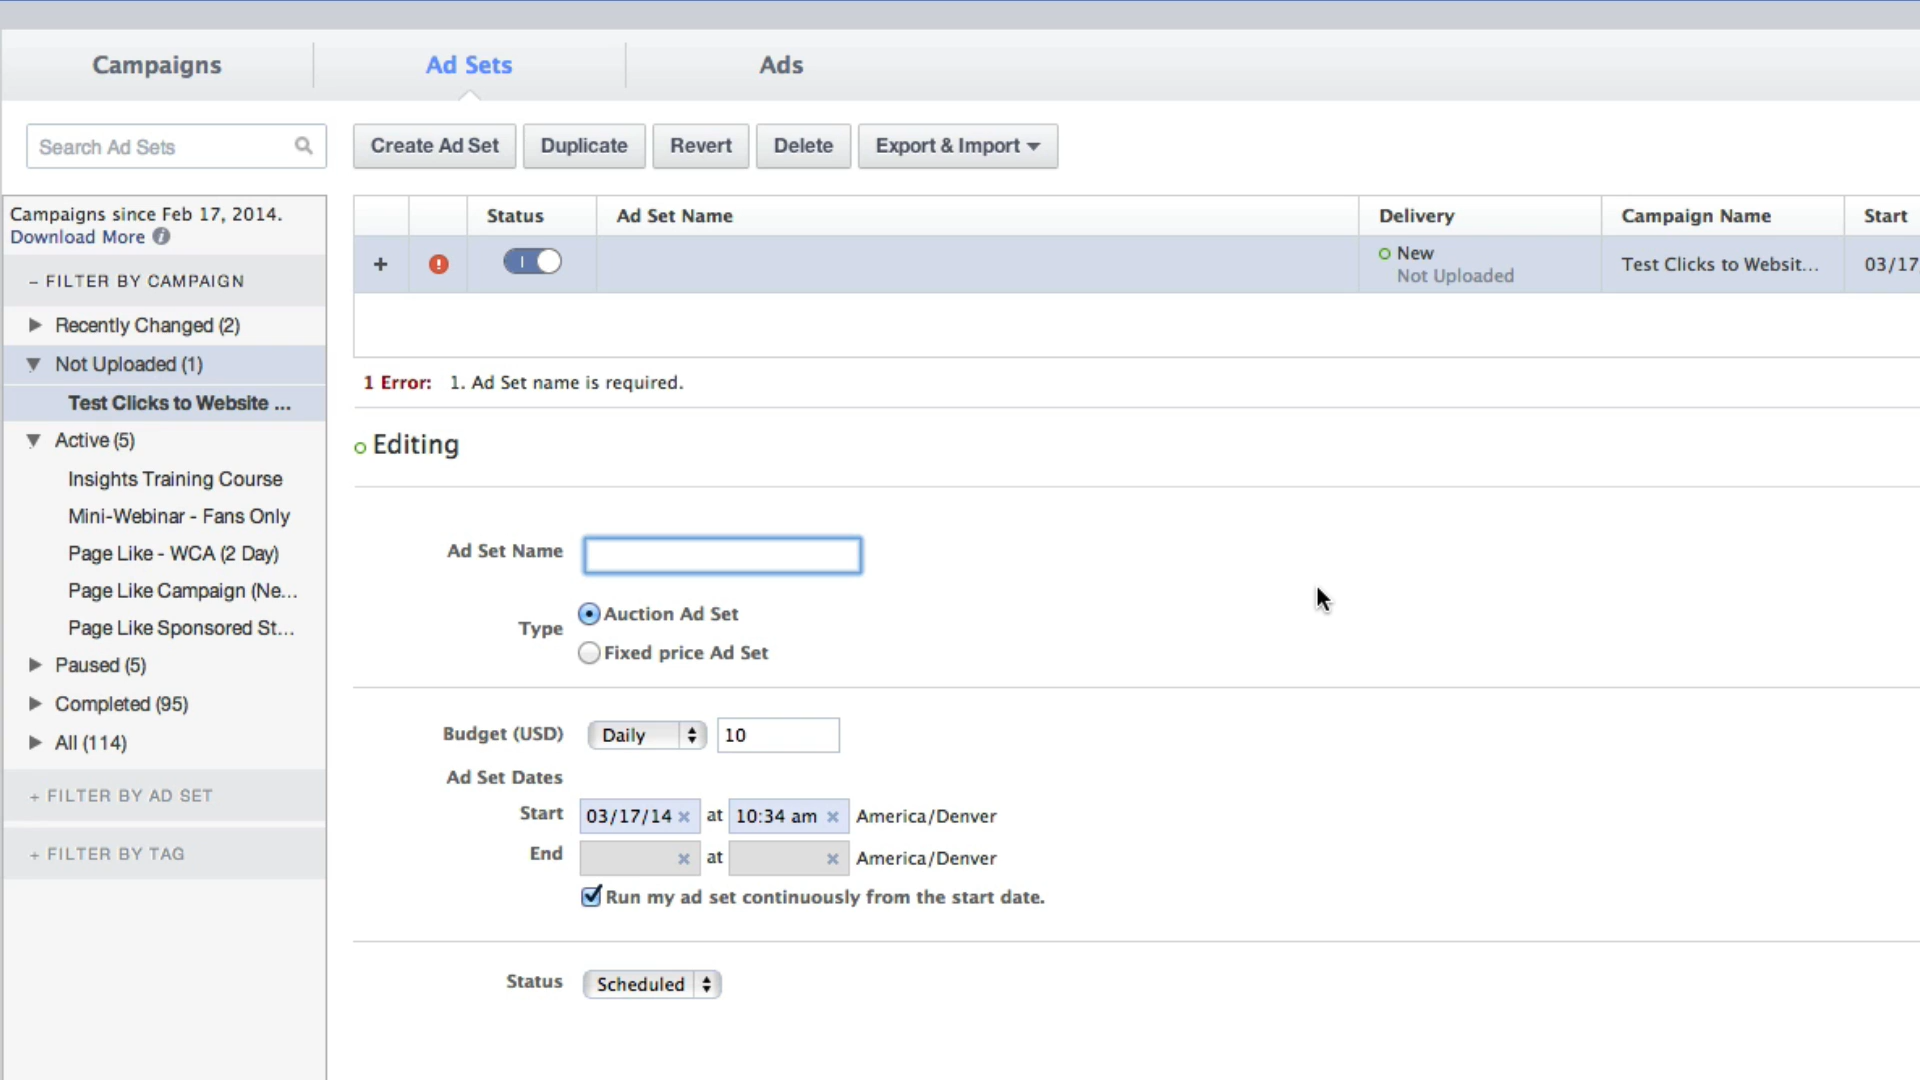 Campaigns Ad Sets Ads
Search Ad Sets Create Ad Set Duplicate Revert Delete Export & Import
Campaigns since Feb 17, 2014.
Download More
– FILTER BY CAMPAIGN
Recently Changed (2)
Not Uploaded (1)
Test Clicks to Website ...
Active (5)
Insights Training Course
Mini-Webinar - Fans Only
Page Like - WCA (2 Day)
Page Like Campaign (Ne...
Page Like Sponsored St...
Paused (5)
Completed (95)
All (114)
+ FILTER BY AD SET
+ FILTER BY TAG
Status Ad Set Name Delivery Campaign Name Start
+ New Test Clicks to Websit... 03/17
Not Uploaded
1 Error: 1. Ad Set name is required.
Editing
Ad Set Name
Type Auction Ad Set
Fixed price Ad Set
Budget (USD) Daily 10
Ad Set Dates
Start 03/17/14 at 10:34 am America/Denver
End at America/Denver
Run my ad set continuously from the start date.
Status Scheduled